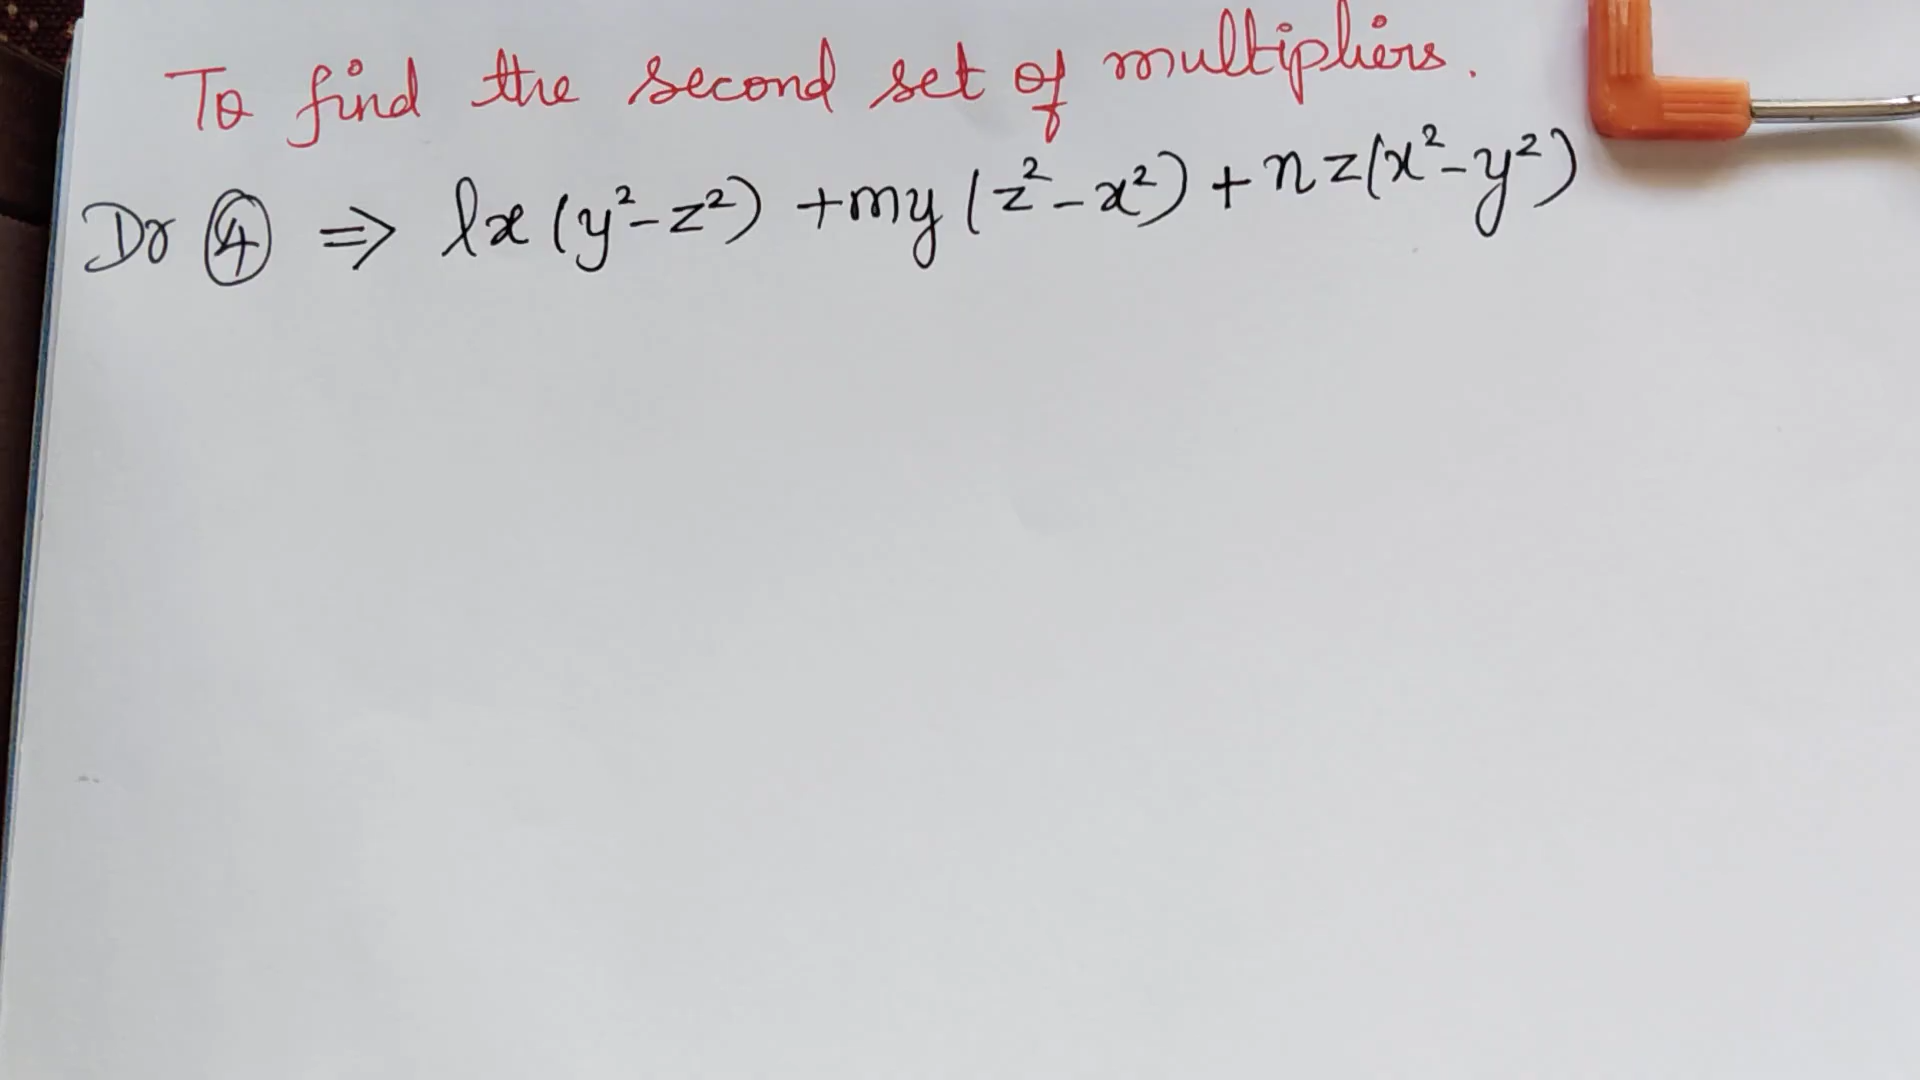 To find the second set of multipliers.
Dr ④ ⇒ lx (y²-z²) +my (z²-x²) + nz(x²-y²)